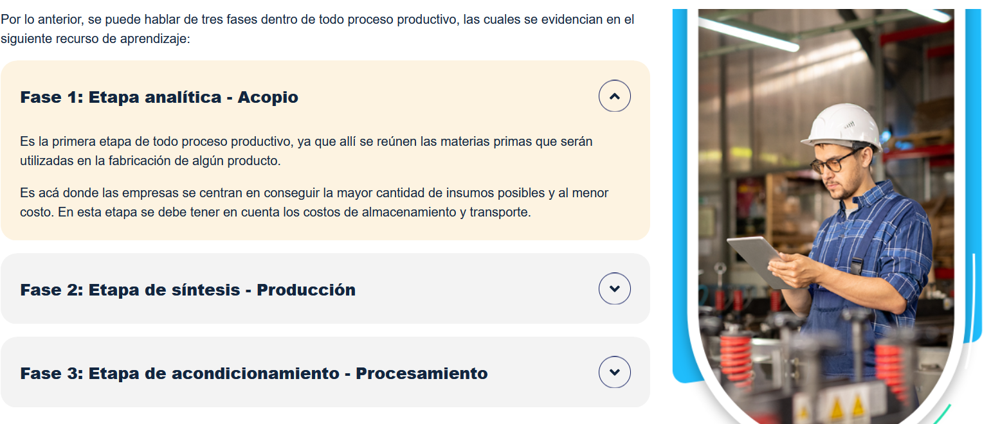 Por lo anterior, se puede hablar de tres fases dentro de todo proceso productivo, las cuales se evidencian en el
siguiente recurso de aprendizaje:
Fase 1: Etapa analítica - Acopio
Es la primera etapa de todo proceso productivo, ya que allí se reúnen las materias primas que serán
utilizadas en la fabricación de algún producto.
Es acá donde las empresas se centran en conseguir la mayor cantidad de insumos posibles y al menor
costo. En esta etapa se debe tener en cuenta los costos de almacenamiento y transporte.
Fase 2: Etapa de síntesis - Producción
Fase 3: Etapa de acondicionamiento - Procesamiento